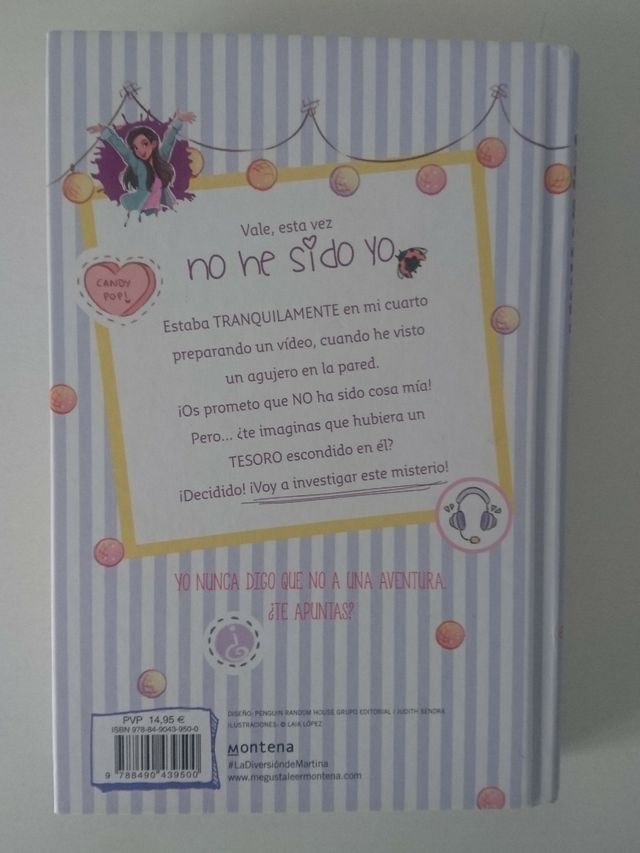 Vale, esta vez
no he sido yo
CANDY
POP!
Estaba TRANQUILAMENTE en mi cuarto
preparando un vídeo, cuando he visto
un agujero en la pared.
¡Os prometo que NO ha sido cosa mía!
Pero... ¿te imaginas que hubiera un
TESORO escondido en él?
¡Decidido! ¡Voy a investigar este misterio!
YO NUNCA DIGO QUE NO A UNA AVENTURA.
¿TE APUNTAS?
PVP 14,95 €
ISBN 978-84-9043-950-0
9 788490 439500
DISEÑO: PENGUIN RANDOM HOUSE GRUPO EDITORIAL / JUDITH SENDRA
ILUSTRACIONES: © LAIA LÓPEZ
Montena
#LaDiversióndeMartina
www.megustaleermontena.com